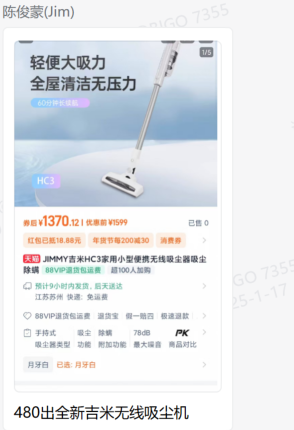 陈俊蒙(Jim)
轻便大吸力
全屋清洁无压力
60分钟长续航
1/5
HC3
券后 ¥1370.12 | 优惠前 ¥1599
已售 0
红包已抵18.88元
年货节每200减30
消费券
天猫 JIMMY吉米HC3家用小型便携无线吸尘器吸尘
除螨 88VIP退货包运费 超100人加购
预计9小时内发货，后天送达
江苏苏州 快递: 免运费
88VIP退货包运费 退货宝 假一赔四 极速退款
手持式 吸尘 除螨 78dB PK
吸尘器类型 功能 附加功能 最大噪音 商品对比
月牙白 已选: 月牙白
480出全新吉米无线吸尘机
7355
GO 7355
25-1-17